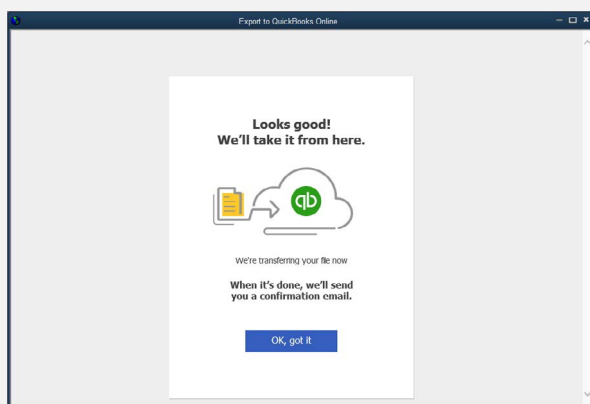 Export to QuickBooks Online
Looks good!
We'll take it from here.
qb
We're transferring your file now
When it's done, we'll send
you a confirmation email.
OK, got it